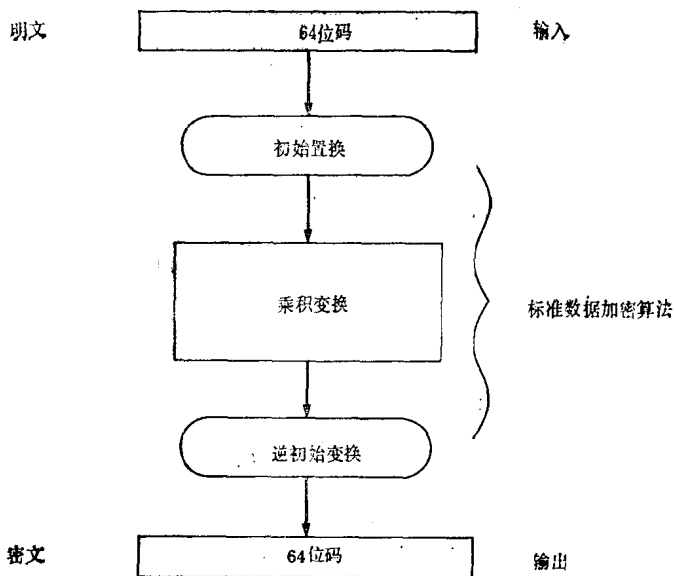 明文 64位码 输入
初始置换
乘积变换
标准数据加密算法
逆初始变换
密文 64位码 输出